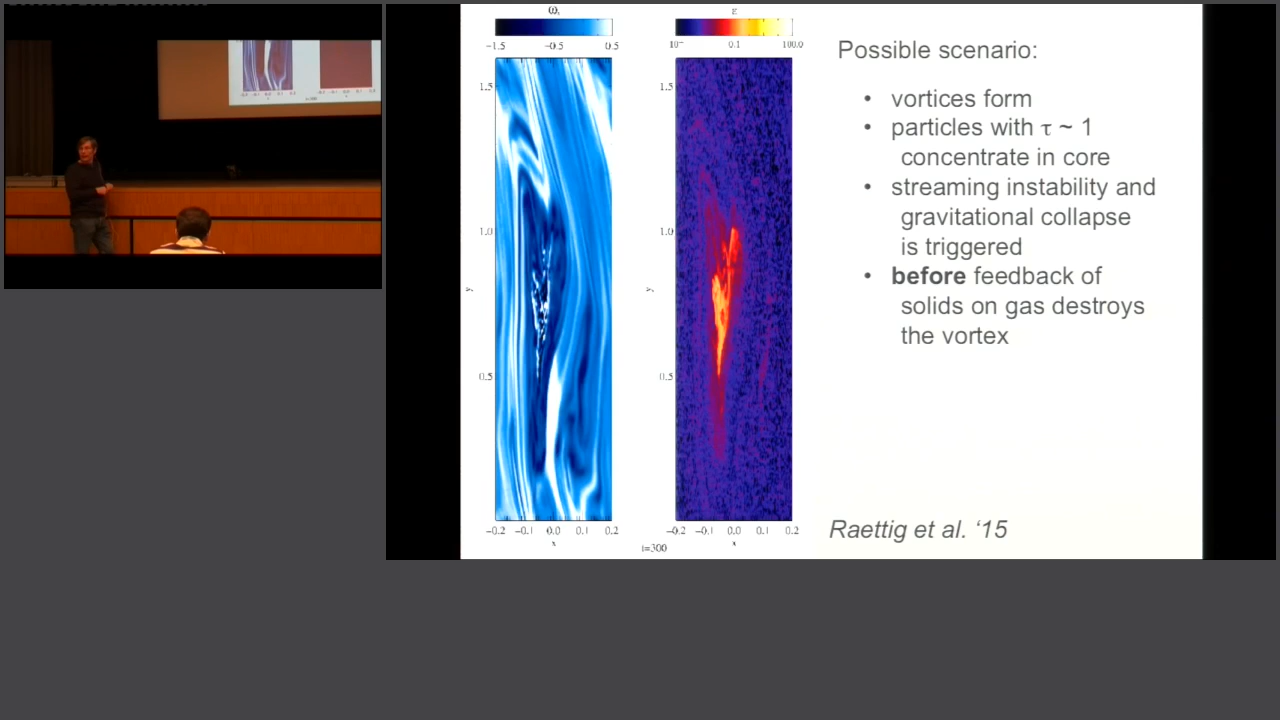 ω
ε
−1.5 −0.5 0.5
0.1 100.0
Possible scenario:
• vortices form
• particles with τ ~ 1
concentrate in core
• streaming instability and
gravitational collapse
is triggered
• before feedback of
solids on gas destroys
the vortex
1.5
1.0
0.5
y
−0.2 −0.1 0.0 0.1 0.2
x
1.5
1.0
0.5
y
−0.2 −0.1 0.0 0.1 0.2
x
t=300
Raettig et al. ‘15